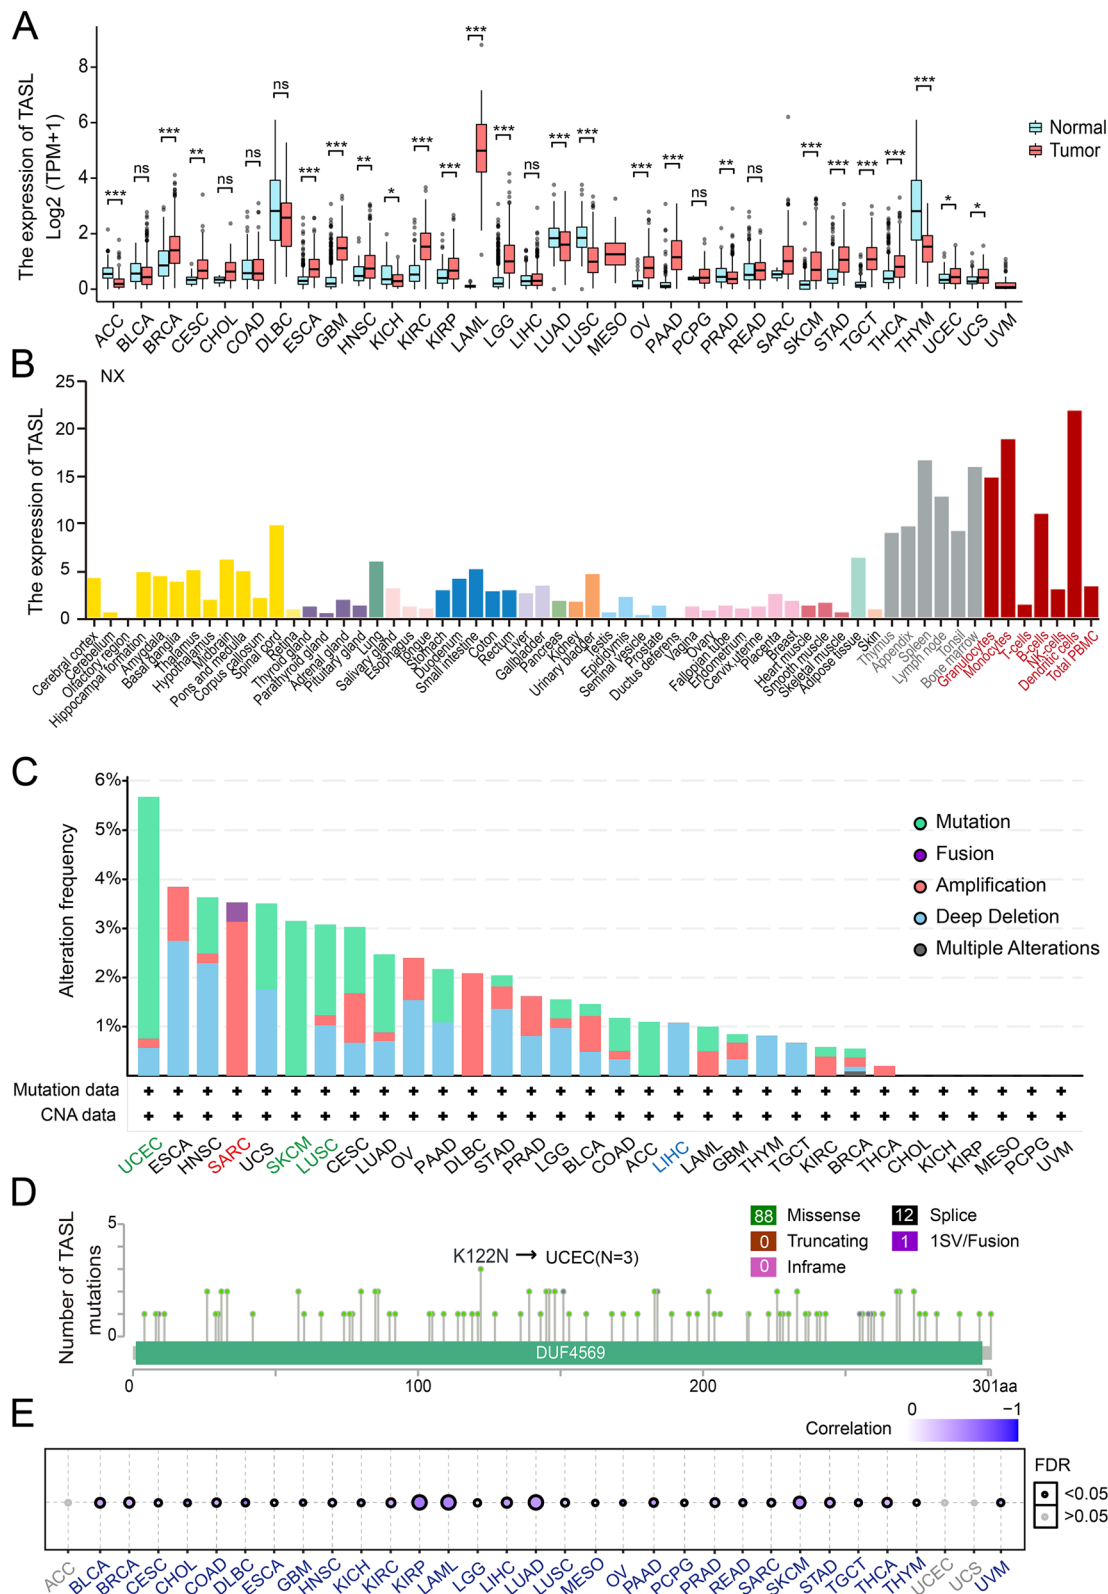 A
The expression of TASL
Log2 (TPM+1)
8
6
4
2
0
*** ns *** ** ns ns ns *** *** ** * *** *** *** *** ns *** *** *** *** ns ** ns *** *** *** *** *** * *
Normal
Tumor
ACC BLCA BRCA CESC CHOL COAD DLBC ESCA GBM HNSC KICH KIRC KIRP LAML LGG LIHC LUAD LUSC MESO OV PAAD PCPG PRAD READ SARC SKCM STAD TGCT THCA THYM UCEC UCS UVM
B
NX
The expression of TASL
25
20
15
10
5
0
Cerebral cortex
Cerebellum
Olfactory region
Hippocampal formation
Amygdala
Basal ganglia
Thalamus
Hypothalamus
Midbrain
Pons and medulla
Corpus callosum
Spinal cord
Retina
Thyroid gland
Parathyroid gland
Adrenal gland
Pituitary gland
Lung
Salivary gland
Esophagus
Tongue
Stomach
Duodenum
Small intestine
Colon
Rectum
Liver
Gallbladder
Pancreas
Kidney
Urinary bladder
Testis
Epididymis
Seminal vesicle
Prostate
Ductus deferens
Vagina
Ovary
Fallopian tube
Endometrium
Cervix,uterine
Placenta
Breast
Heart muscle
Smooth muscle
Skeletal muscle
Adipose tissue
Skin
Thymus
Appendix
Spleen
Lymph node
Tonsil
Bone marrow
Granulocytes
Monocytes
T-cells
B-cells
NK-cells
Dendritic cells
Total PBMC
C
Alteration frequency
6%
5%
4%
3%
2%
1%
Mutation
Fusion
Amplification
Deep Deletion
Multiple Alterations
Mutation data + + + + + + + + + + + + + + + + + + + + + + + + + + + + + + + +
CNA data + + + + + + + + + + + + + + + + + + + + + + + + + + + + + + + +
UCEC ESCA HNSC SARC UCS SKCM LUSC CESC LUAD OV PAAD DLBC STAD PRAD LGG BLCA COAD ACC LIHC LAML GBM THYM TGCT KIRC BRCA THCA CHOL KICH KIRP MESO PCPG UVM
D
Number of TASL
mutations
5
0
K122N → UCEC(N=3)
88 Missense
0 Truncating
0 Inframe
12 Splice
1 1SV/Fusion
DUF4569
0 100 200 301aa
E
Correlation
0 −1
FDR
<0.05
>0.05
ACC BLCA BRCA CESC CHOL COAD DLBC ESCA GBM HNSC KICH KIRC KIRP LAML LGG LIHC LUAD LUSC MESO OV PAAD PCPG PRAD READ SARC SKCM STAD TGCT THCA THYM UCEC UCS UVM